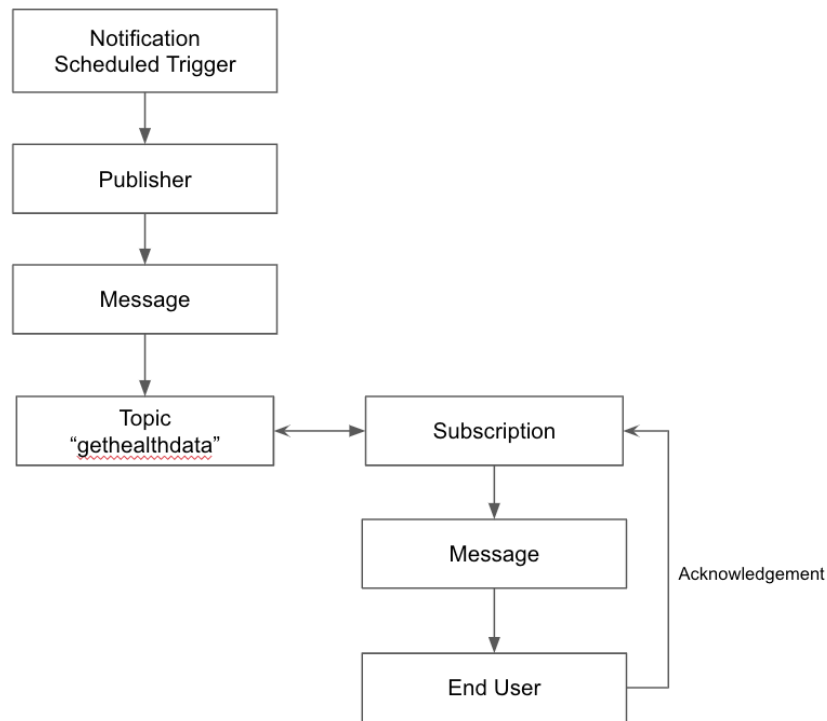 Notification
Scheduled Trigger
Publisher
Message
Topic
“gethealthdata”
Subscription
Message
Acknowledgement
End User